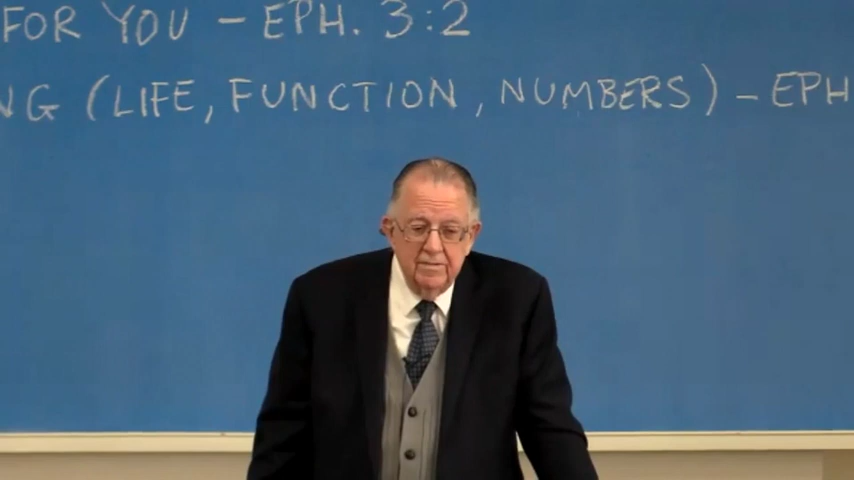 FOR YOU – EPH. 3:2
NG (LIFE, FUNCTION, NUMBERS) – EPH